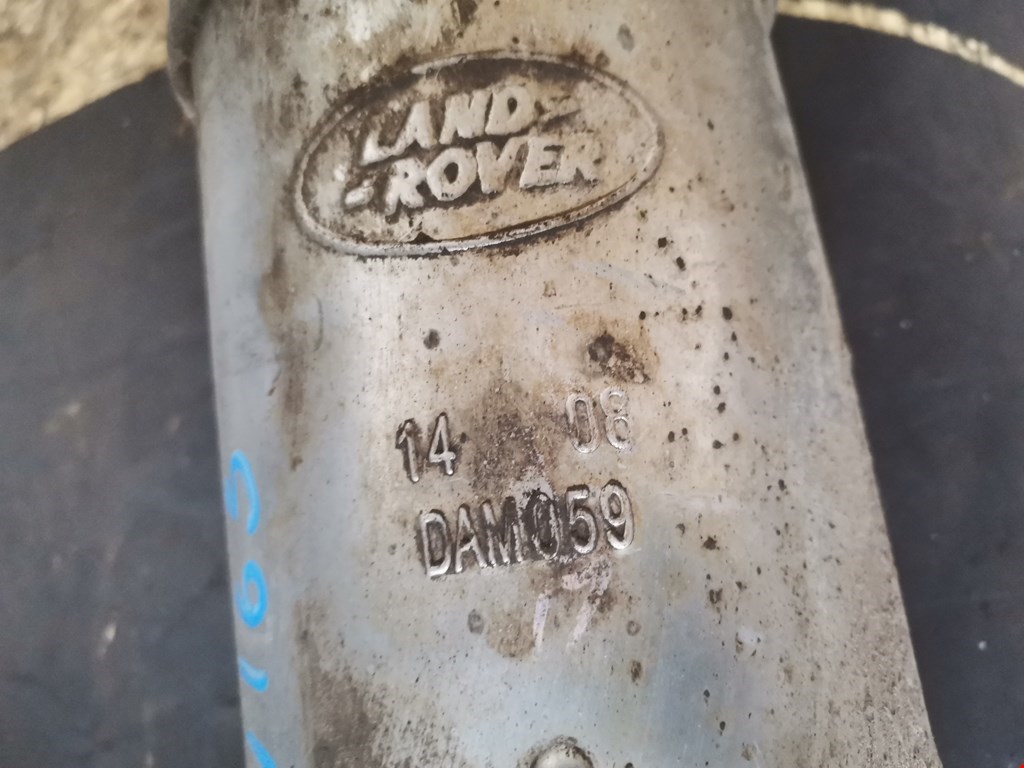 LAND
ROVER
14 08
DAM059